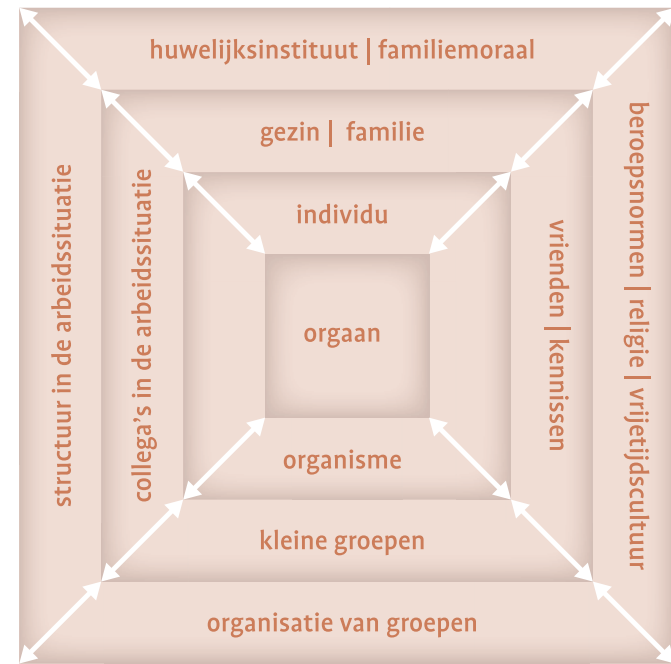 huwelijksinstituut | familiemoraal
gezin | familie
individu
orgaan
organisme
kleine groepen
organisatie van groepen
structuur in de arbeidssituatie
collega's in de arbeidssituatie
vrienden | kennissen
beroepsnormen | religie | vrijetijdscultuur